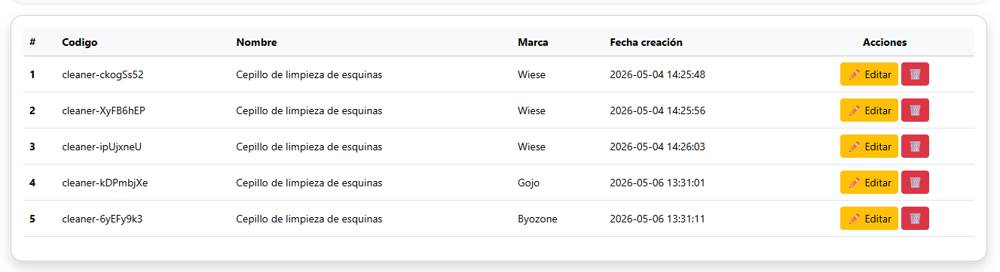 # Codigo Nombre Marca Fecha creación Acciones
1 cleaner-ckogSs52 Cepillo de limpieza de esquinas Wiese 2026-05-04 14:25:48 Editar
2 cleaner-XyFB6hEP Cepillo de limpieza de esquinas Wiese 2026-05-04 14:25:56 Editar
3 cleaner-ipUjxneU Cepillo de limpieza de esquinas Wiese 2026-05-04 14:26:03 Editar
4 cleaner-kDPmbjXe Cepillo de limpieza de esquinas Gojo 2026-05-06 13:31:01 Editar
5 cleaner-6yEFy9k3 Cepillo de limpieza de esquinas Byozone 2026-05-06 13:31:11 Editar